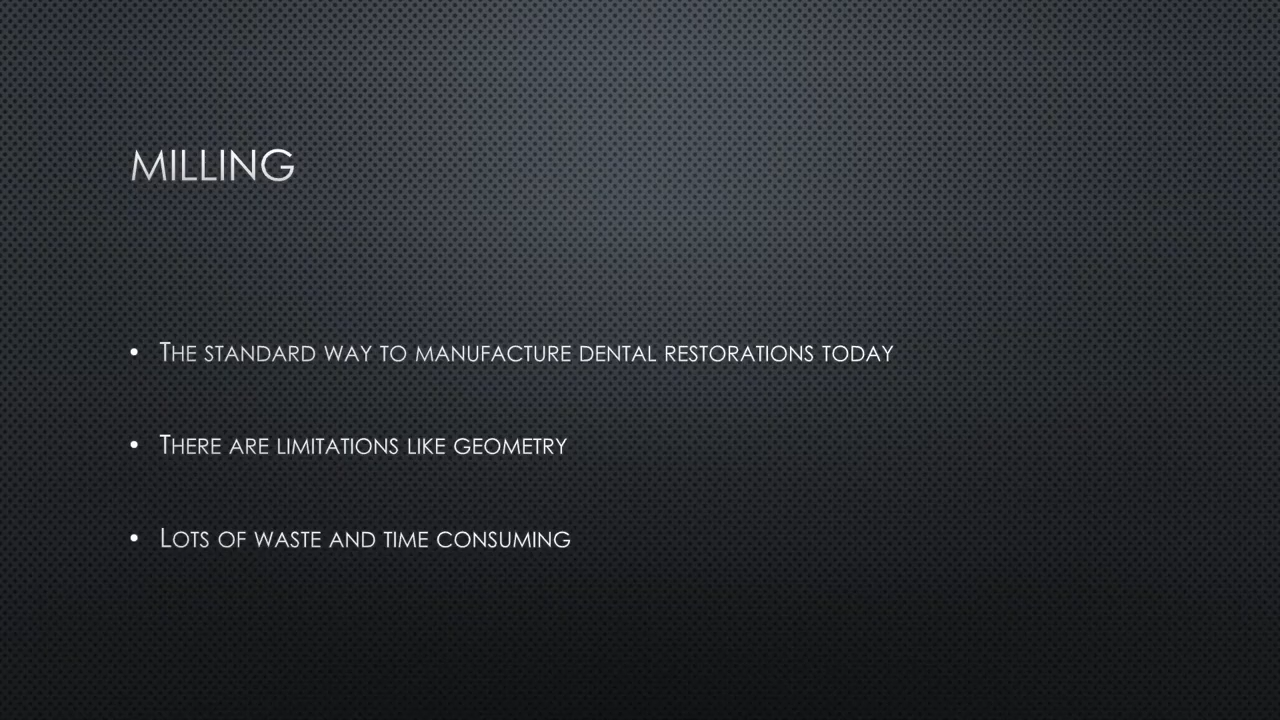 MILLING
• THE STANDARD WAY TO MANUFACTURE DENTAL RESTORATIONS TODAY
• THERE ARE LIMITATIONS LIKE GEOMETRY
• LOTS OF WASTE AND TIME CONSUMING